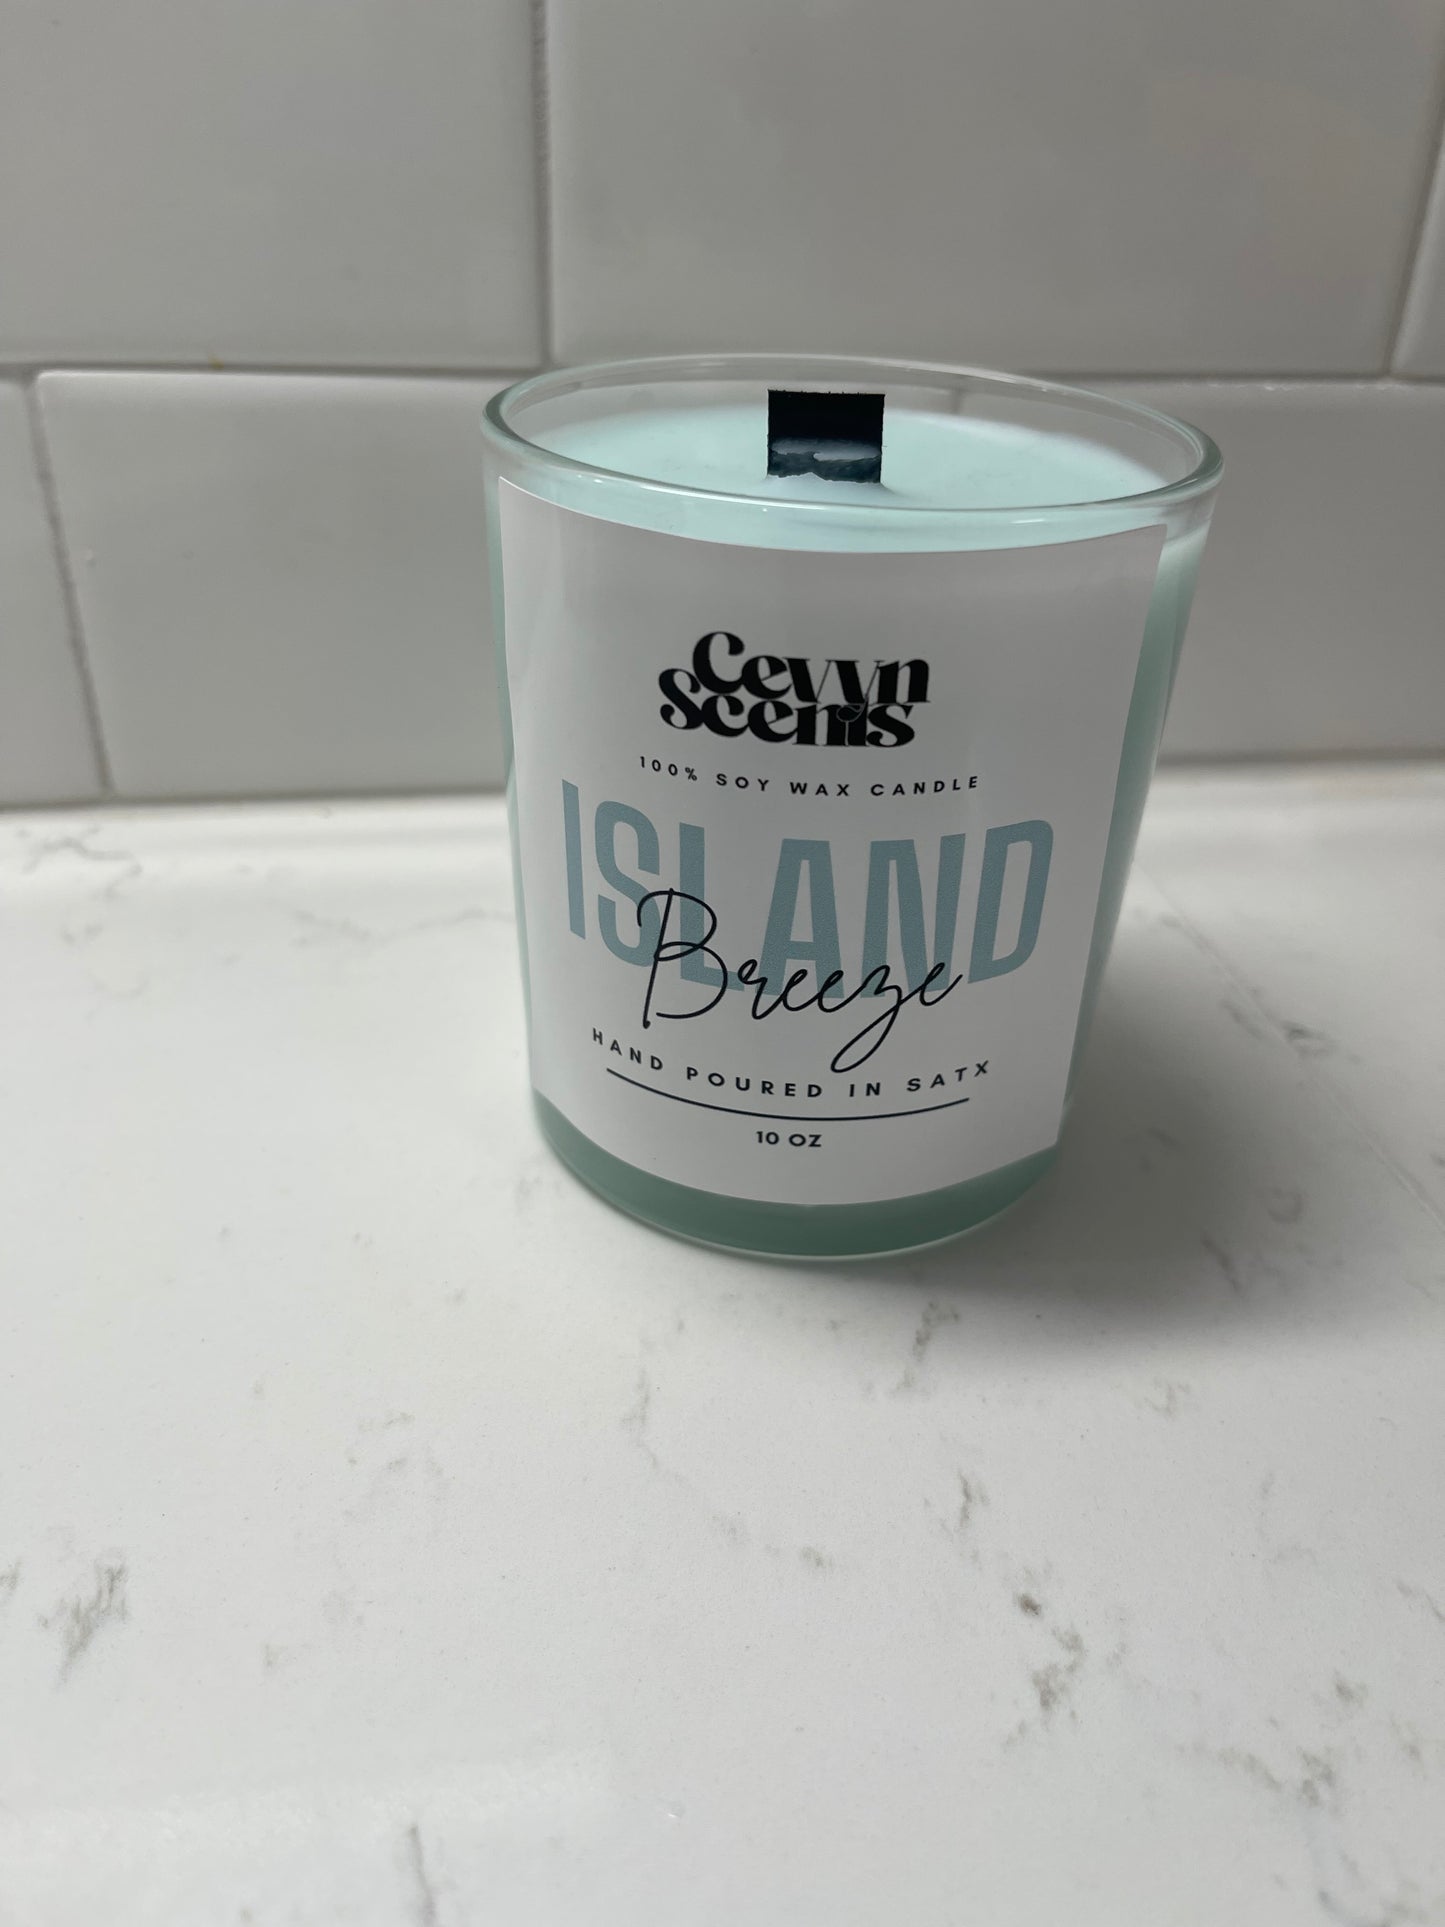 Cevyn
Scents
100% SOY WAX CANDLE
ISLAND
Breeze
HAND POURED IN SATX
10 OZ